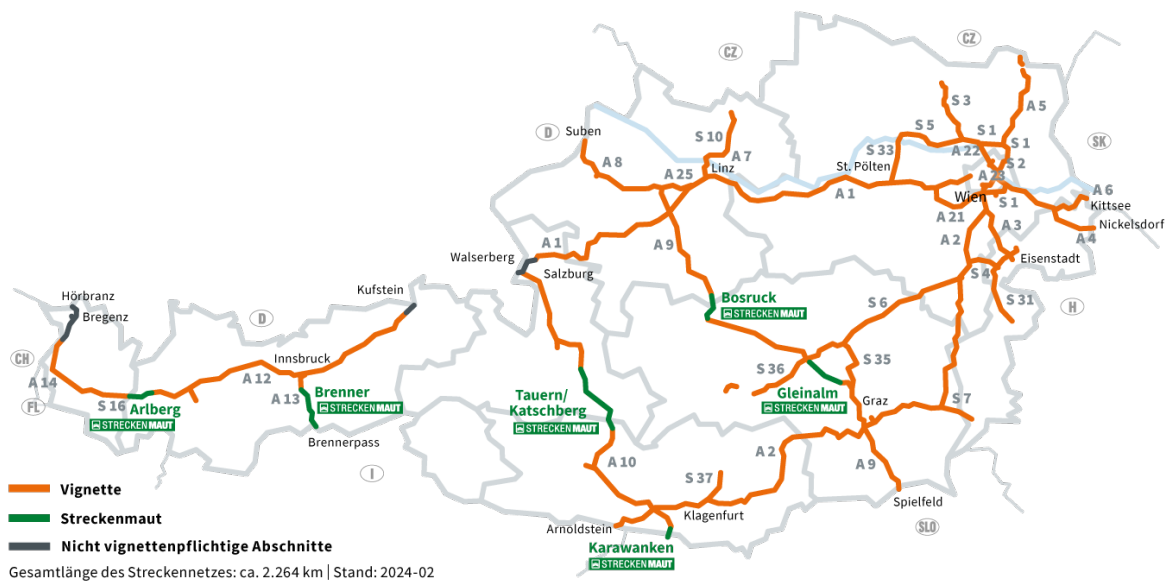 CZ
CZ
S 3
A 5
D
Suben
S 10
S 5
S 1
S 1
SK
A 8
A 7
S 33
A 22
S 2
Linz
St. Pölten
A 25
A 23
A 1
Wien
S 1
A 6
Kittsee
A 21
A 3
Nickelsdorf
A 4
A 2
A 9
A 1
Walserberg
Salzburg
Eisenstadt
S 4
Kufstein
Hörbranz
Bregenz
D
Bosruck
STRECKENMAUT
S 6
S 31
H
CH
Innsbruck
S 35
S 36
A 14
A 12
Gleinalm
STRECKENMAUT
FL
S 16
Arlberg
STRECKENMAUT
A 13
Brenner
STRECKENMAUT
Tauern/
Katschberg
STRECKENMAUT
Graz
S 7
Brennerpass
I
A 10
A 2
A 9
S 37
Spielfeld
Klagenfurt
Arnoldstein
SLO
Karawanken
STRECKENMAUT
Vignette
Streckenmaut
Nicht vignettenpflichtige Abschnitte
Gesamtlänge des Streckennetzes: ca. 2.264 km | Stand: 2024-02